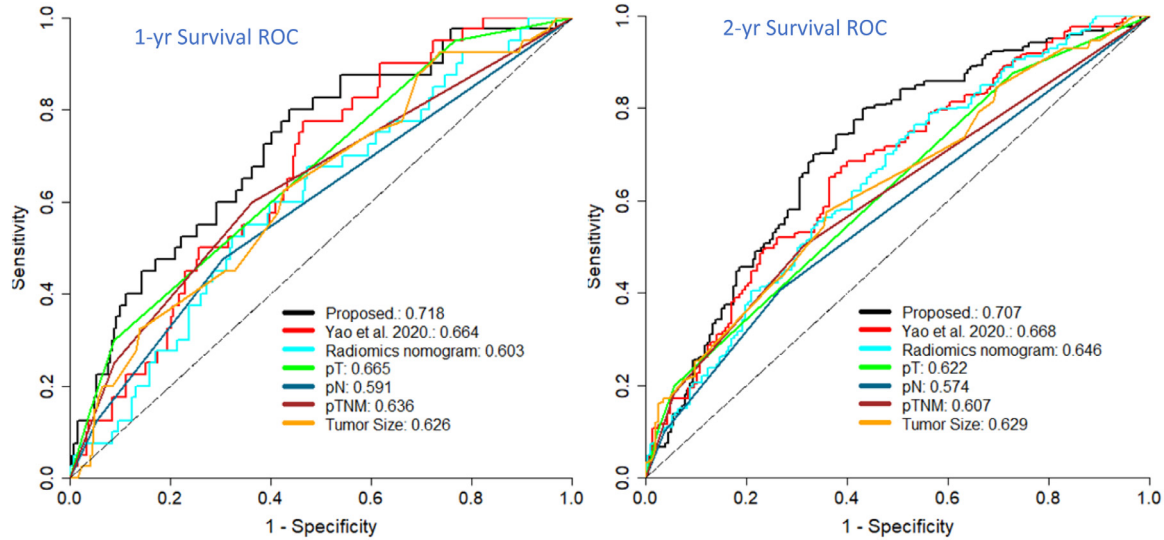 1-yr Survival ROC
Sensitivity
1.0
0.8
0.6
0.4
0.2
0.0
Proposed.: 0.718
Yao et al. 2020.: 0.664
Radiomics nomogram: 0.603
pT: 0.665
pN: 0.591
pTNM: 0.636
Tumor Size: 0.626
0.0 0.2 0.4 0.6 0.8 1.0
1 - Specificity
2-yr Survival ROC
Sensitivity
1.0
0.8
0.6
0.4
0.2
0.0
Proposed.: 0.707
Yao et al. 2020.: 0.668
Radiomics nomogram: 0.646
pT: 0.622
pN: 0.574
pTNM: 0.607
Tumor Size: 0.629
0.0 0.2 0.4 0.6 0.8 1.0
1 - Specificity